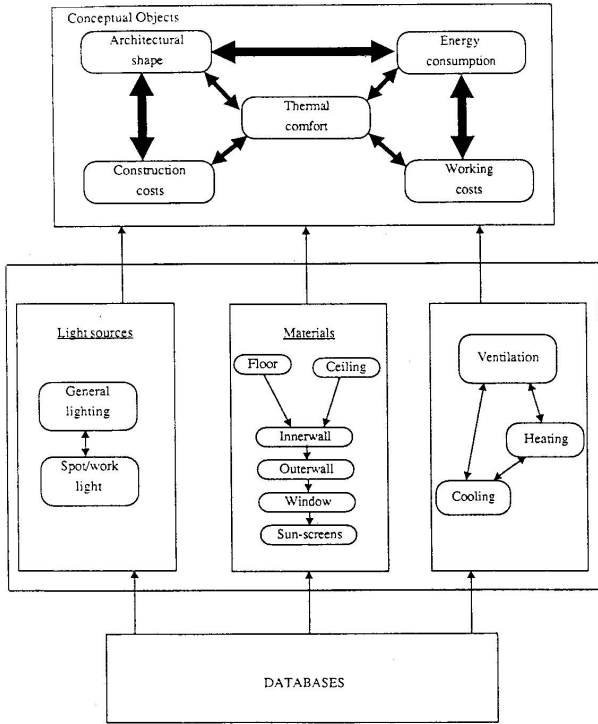 Conceptual Objects
Architectural
shape
Energy
consumption
Thermal
comfort
Construction
costs
Working
costs
Light sources
General
lighting
Spot/work
light
Materials
Floor
Ceiling
Innerwall
Outerwall
Window
Sun-screens
Ventilation
Heating
Cooling
DATABASES